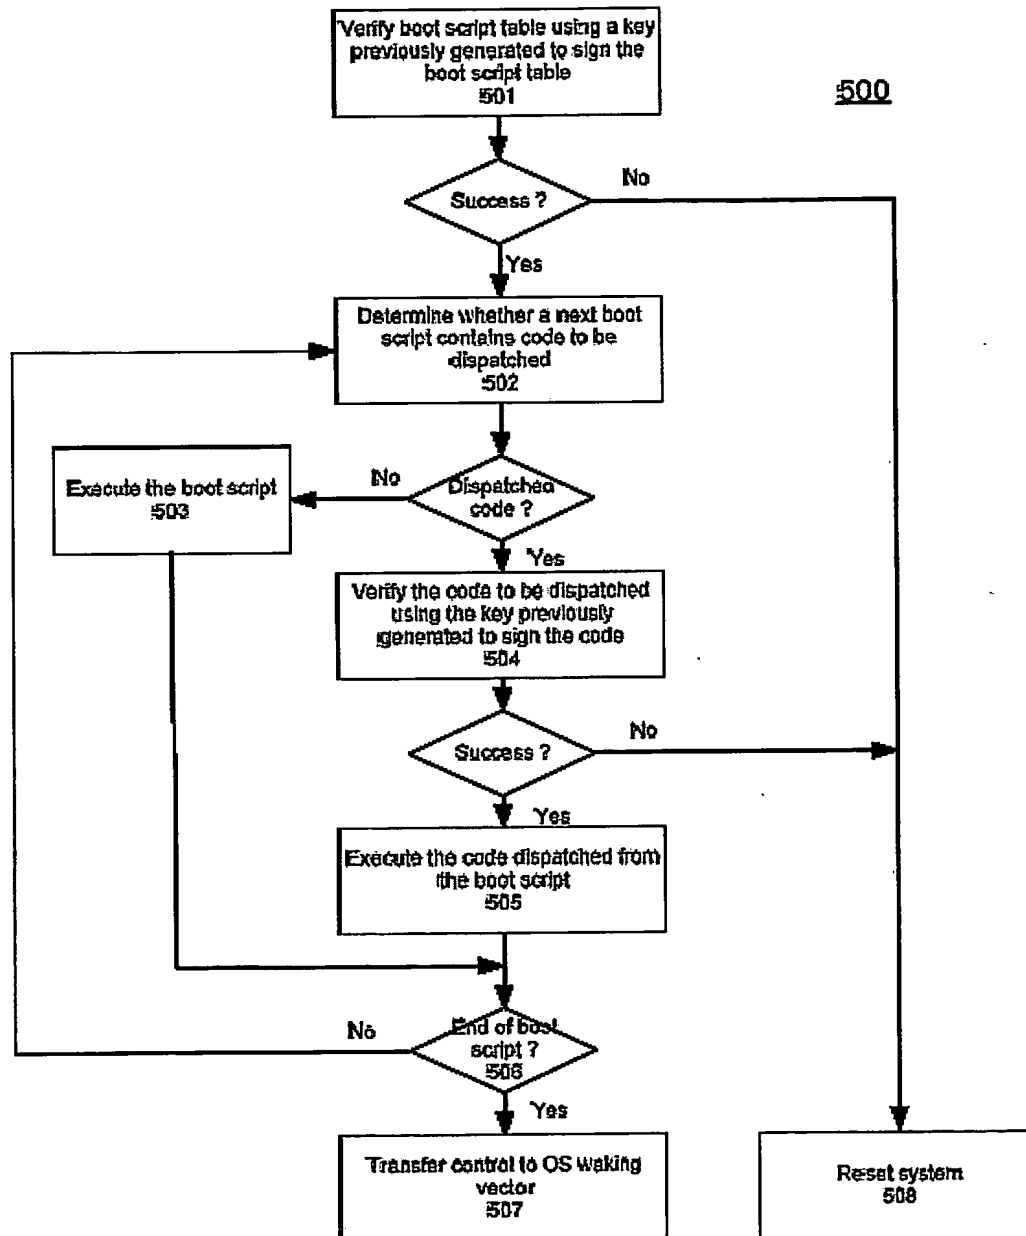 Verify boot script table using a key
previously generated to sign the
boot script table
501
500
Success ?
No
Yes
Determine whether a next boot
script contains code to be
dispatched
502
Execute the boot script
503
No
Dispatched
code ?
Yes
Verify the code to be dispatched
using the key previously
generated to sign the code
504
Success ?
No
Yes
Execute the code dispatched from
the boot script
505
No
End of boot
script ?
506
Yes
Transfer control to OS waking
vector
507
Reset system
508